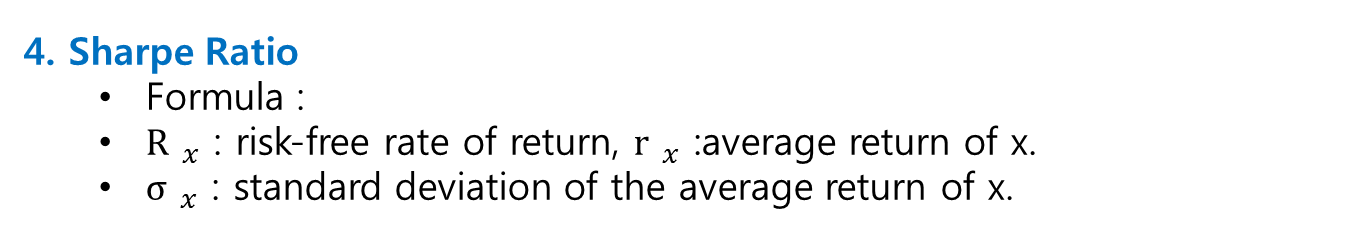 4. Sharpe Ratio
• Formula :
• R x : risk-free rate of return, r x :average return of x.
• σ x : standard deviation of the average return of x.